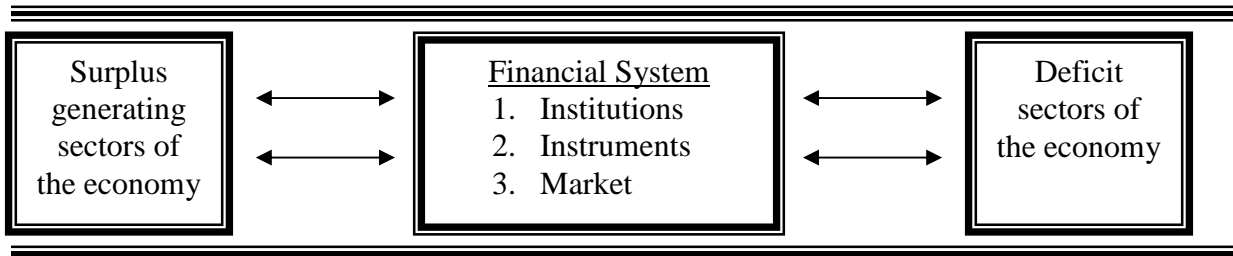 Surplus
generating
sectors of
the economy
Financial System
1. Institutions
2. Instruments
3. Market
Deficit
sectors of
the economy